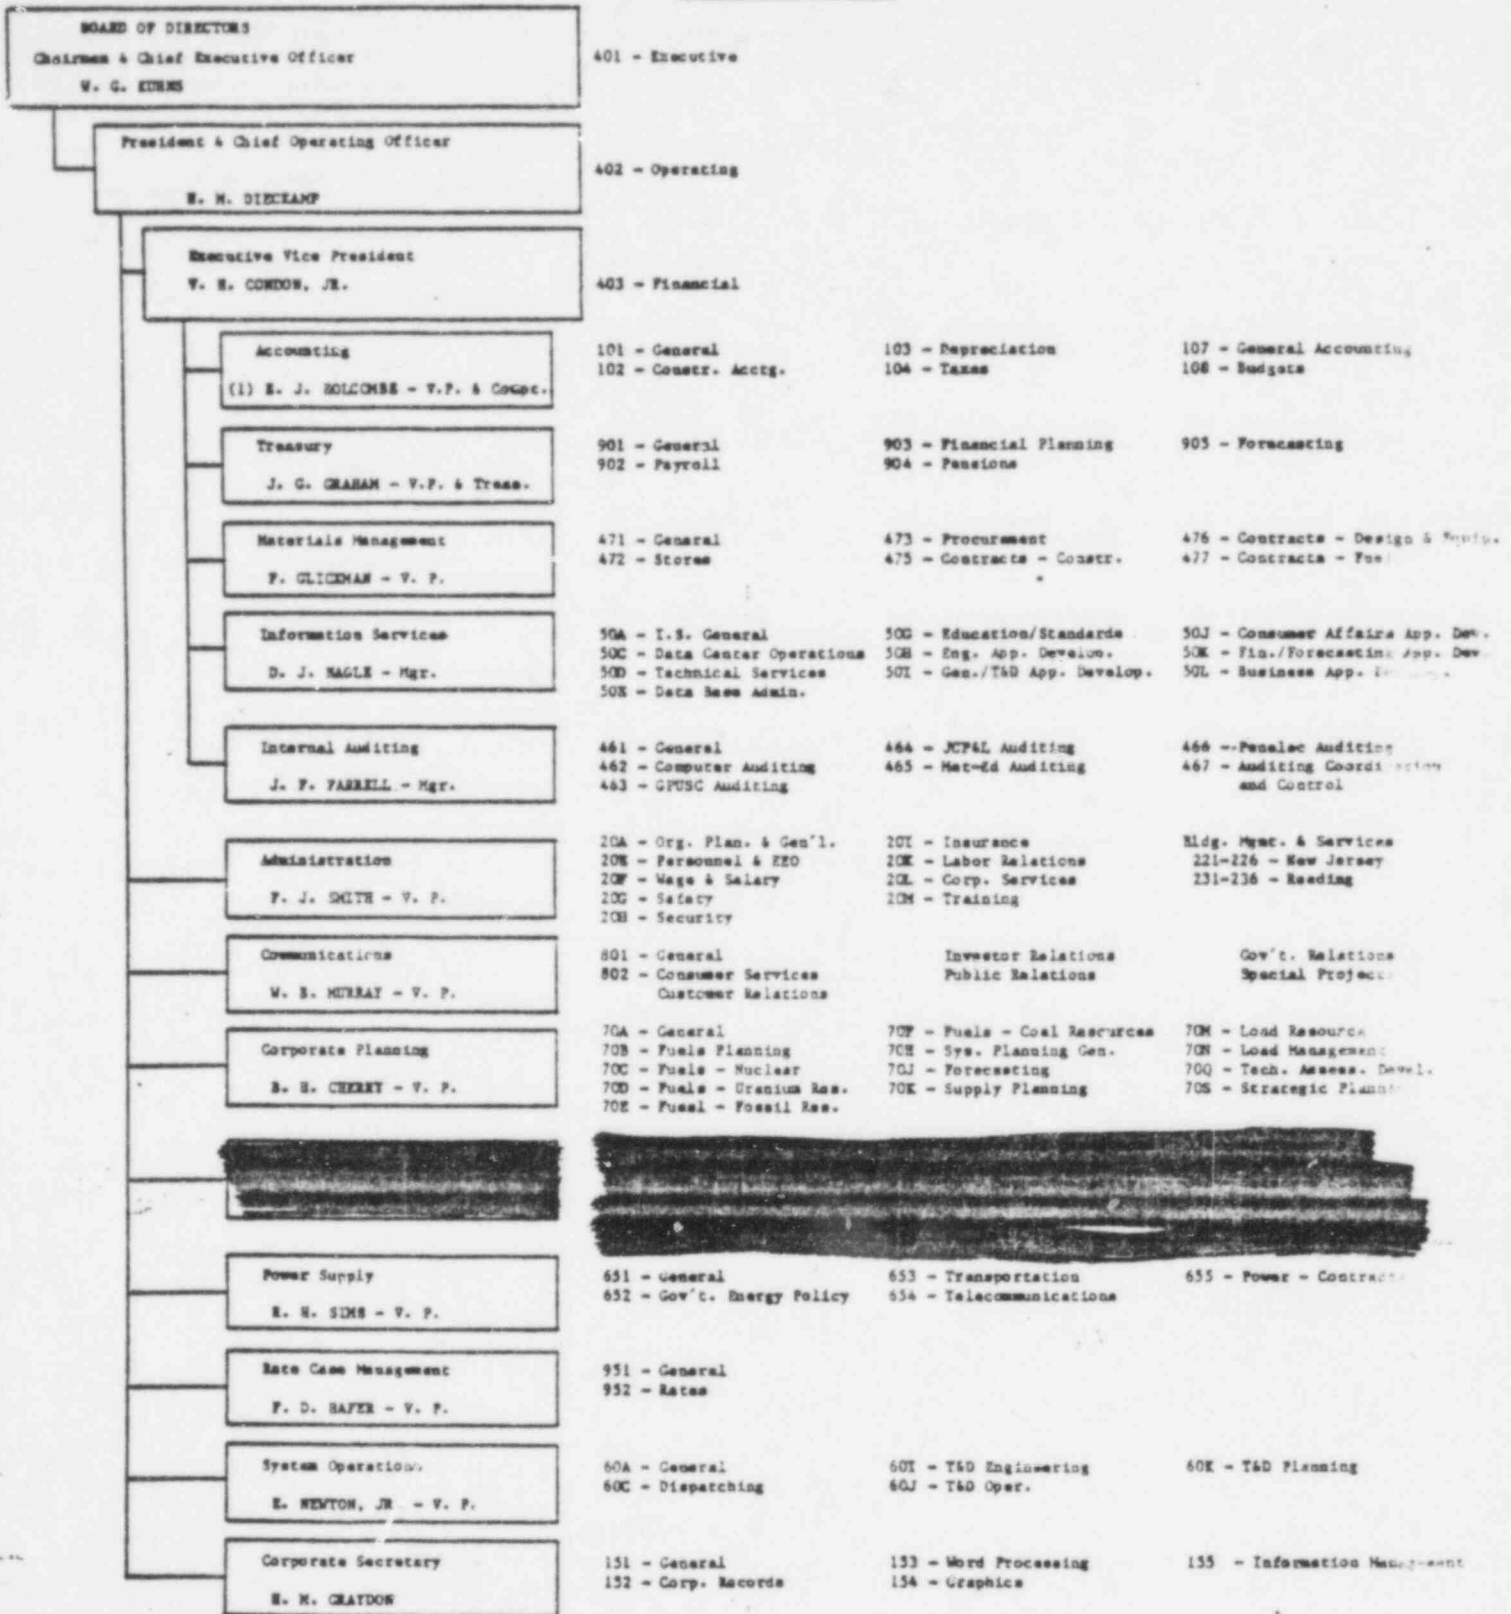 BOARD OF DIRECTORS
Chairman & Chief Executive Officer
W. G. KUHNS
401 - Executive
President & Chief Operating Officer
H. M. DIECKAMP
402 - Operating
Executive Vice President
V. H. CONDON, JR.
403 - Financial
Accounting
(1) E. J. HOLCOMBE - V.P. & Compt.
101 - General 103 - Depreciation 107 - General Accounting
102 - Constr. Acctg. 104 - Taxes 108 - Budgets
Treasury
J. G. GRAHAM - V.P. & Treas.
901 - General 903 - Financial Planning 905 - Forecasting
902 - Payroll 904 - Pensions
Materials Management
F. GLICKMAN - V. P.
471 - General 473 - Procurement 476 - Contracts - Design & Equip.
472 - Stores 475 - Contracts - Constr. 477 - Contracts - Fuel
Information Services
D. J. NAGLE - Mgr.
50A - I.S. General 50G - Education/Standards 50J - Consumer Affairs App. Dev.
50C - Data Center Operations 50H - Eng. App. Develop. 50K - Fin./Forecasting App. Dev
50D - Technical Services 50I - Gen./T&D App. Develop. 50L - Business App.
50E - Data Base Admin.
Internal Auditing
J. F. FARRELL - Mgr.
461 - General 464 - JCP&L Auditing 466 - Penelec Auditing
462 - Computer Auditing 465 - Met-Ed Auditing 467 - Auditing Coordination
463 - GPUSC Auditing and Control
Administration
F. J. SMITH - V. P.
20A - Org. Plan. & Gen'l. 20I - Insurance Bldg. Mgmt. & Services
20E - Personnel & EEO 20K - Labor Relations 221-226 - New Jersey
20F - Wage & Salary 20L - Corp. Services 231-236 - Reading
20G - Safety 20M - Training
20H - Security
Communications
W. B. MURRAY - V. P.
801 - General Investor Relations Gov't. Relations
802 - Consumer Services Public Relations Special Project
Customer Relations
Corporate Planning
B. H. CHERRY - V. P.
70A - General 70F - Fuels - Coal Resources 70M - Load Resource
70B - Fuels Planning 70H - Sys. Planning Gen. 70N - Load Management
70C - Fuels - Nuclear 70J - Forecasting 70Q - Tech. Assess. Devel.
70D - Fuels - Uranium Res. 70K - Supply Planning 70S - Strategic Plann
70E - Fuesl - Fossil Res.
Power Supply
R. H. SIMS - V. P.
651 - General 653 - Transportation 655 - Power - Contracts
652 - Gov't. Energy Policy 654 - Telecommunications
Rate Case Management
F. D. HAFER - V. P.
951 - General
952 - Rates
System Operations
E. NEWTON, JR - V. P.
60A - General 60I - T&D Engineering 60K - T&D Planning
60C - Dispatching 60J - T&D Oper.
Corporate Secretary
H. M. GRAYDON
151 - General 153 - Word Processing 155 - Information Management
152 - Corp. Records 154 - Graphics